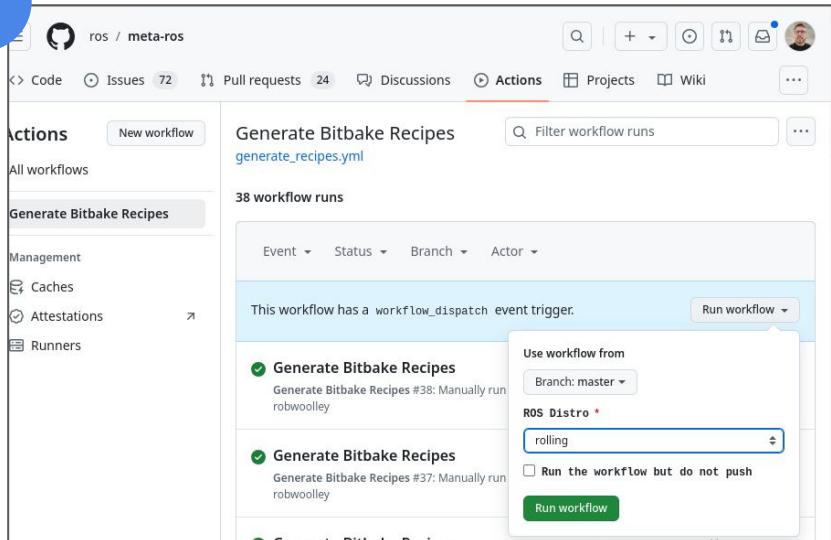 ros / meta-ros
Code
Issues 72
Pull requests 24
Discussions
Actions
Projects
Wiki
Actions
New workflow
All workflows
Generate Bitbake Recipes
Management
Caches
Attestations
Runners
Generate Bitbake Recipes
Filter workflow runs
generate_recipes.yml
38 workflow runs
Event
Status
Branch
Actor
This workflow has a workflow_dispatch event trigger.
Run workflow
Generate Bitbake Recipes
Generate Bitbake Recipes #38: Manually run
robwoolley
Generate Bitbake Recipes
Generate Bitbake Recipes #37: Manually run
robwoolley
Use workflow from
Branch: master
ROS Distro *
rolling
Run the workflow but do not push
Run workflow